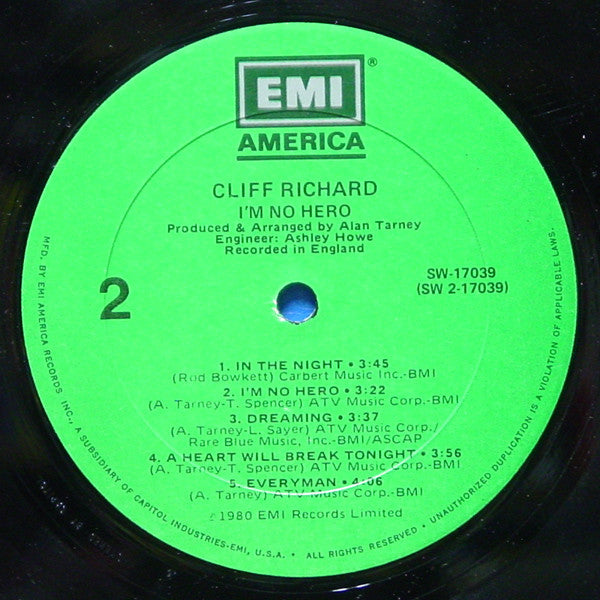 EMI ®
AMERICA
CLIFF RICHARD
I'M NO HERO
Produced & Arranged by Alan Tarney
Engineer: Ashley Howe
Recorded in England
2
SW-17039
(SW 2-17039)
1. IN THE NIGHT • 3:45
(Rod Bowkett) Carbert Music Inc.-BMI
2. I'M NO HERO • 3:22
(A. Tarney-T. Spencer) ATV Music Corp.-BMI
3. DREAMING • 3:37
(A. Tarney-L. Sayer) ATV Music Corp./
Rare Blue Music, Inc.-BMI/ASCAP
4. A HEART WILL BREAK TONIGHT • 3:56
(A. Tarney-T. Spencer) ATV Music Corp.-BMI
5. EVERYMAN • 4:06
(A. Tarney) ATV Music Corp.-BMI
℗1980 EMI Records Limited
MFD. BY EMI AMERICA RECORDS, INC., A SUBSIDIARY OF CAPITOL INDUSTRIES-EMI, U.S.A. • ALL RIGHTS RESERVED • UNAUTHORIZED DUPLICATION IS A VIOLATION OF APPLICABLE LAWS.